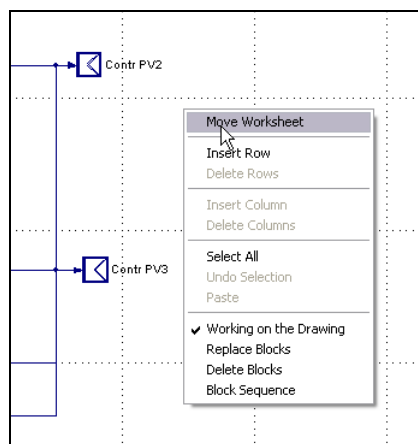 Contr PV2
Move Worksheet
Insert Row
Delete Rows
Insert Column
Delete Columns
Select All
Undo Selection
Paste
Contr PV3
Working on the Drawing
Replace Blocks
Delete Blocks
Block Sequence